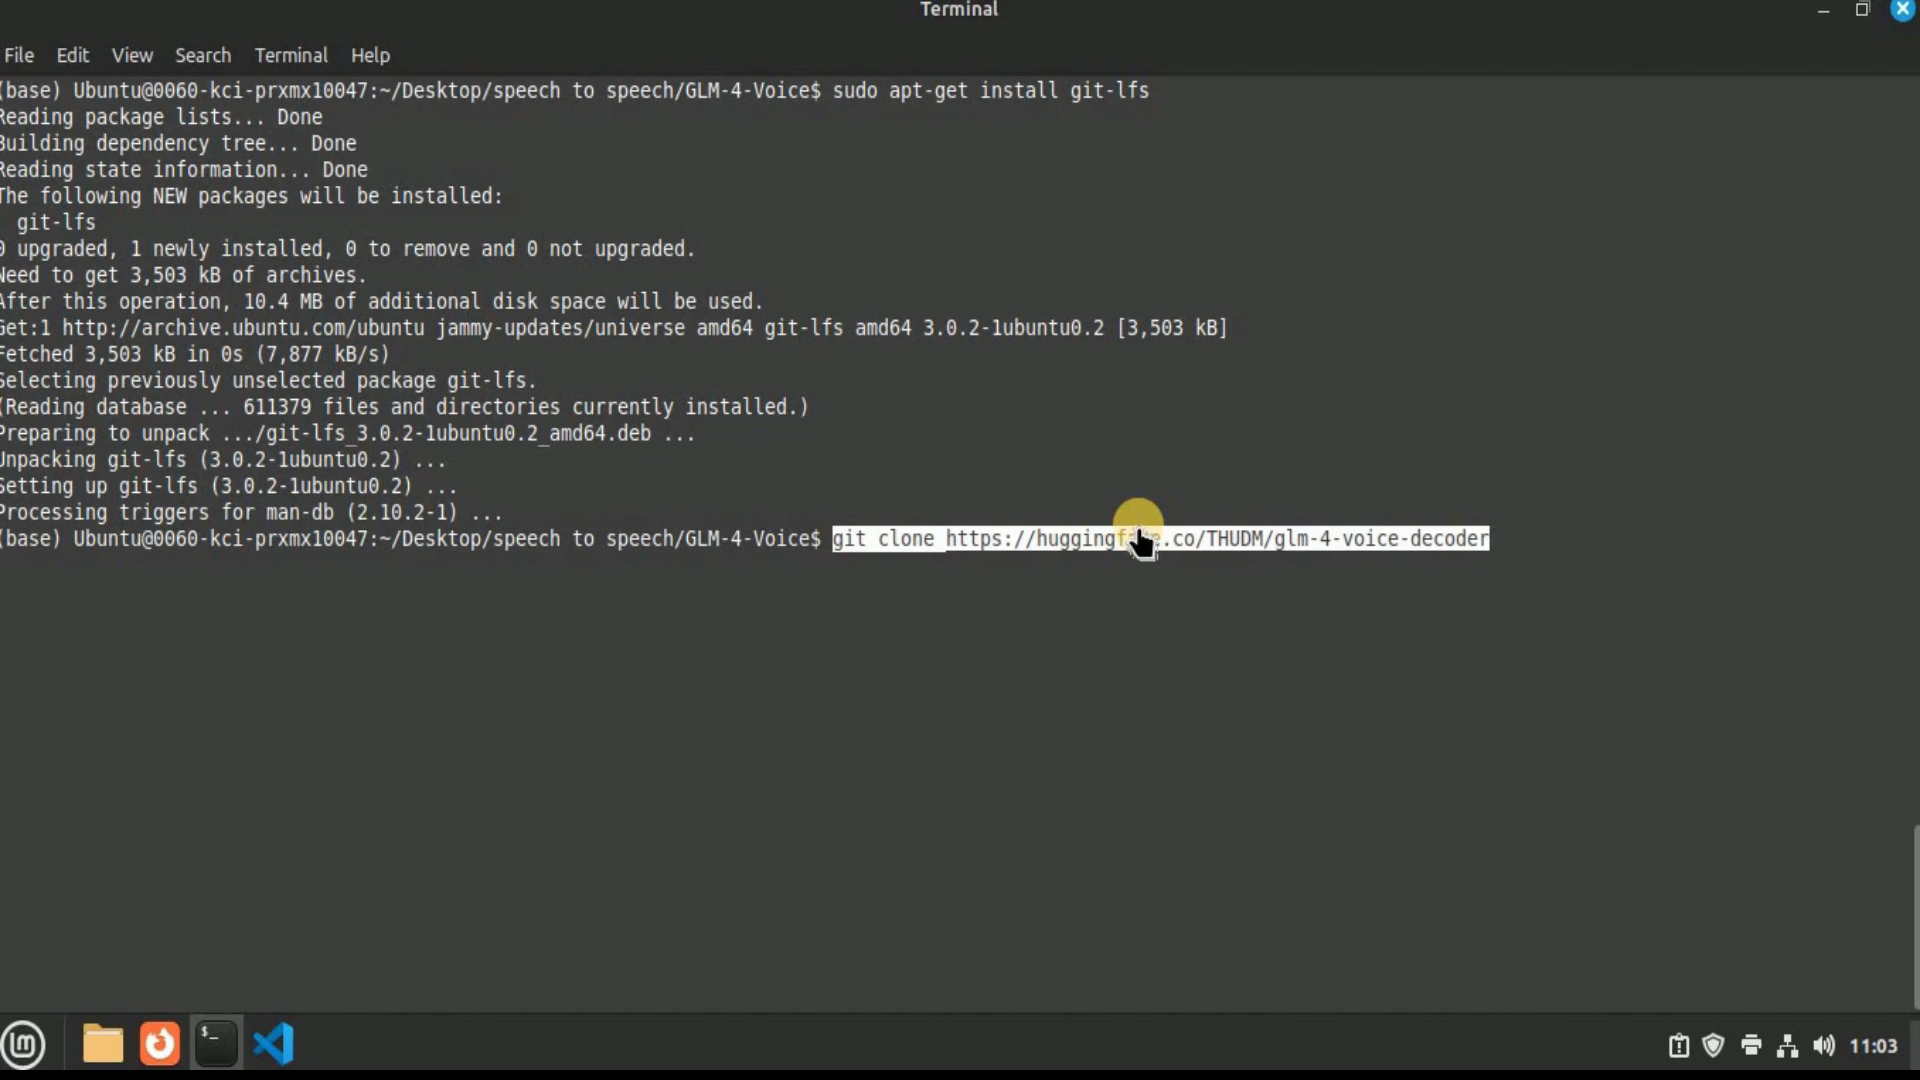 Terminal
File Edit View Search Terminal Help
(base) Ubuntu@0060-kci-prxmx10047:~/Desktop/speech to speech/GLM-4-Voice$ sudo apt-get install git-lfs
Reading package lists... Done
Building dependency tree... Done
Reading state information... Done
The following NEW packages will be installed:
  git-lfs
0 upgraded, 1 newly installed, 0 to remove and 0 not upgraded.
Need to get 3,503 kB of archives.
After this operation, 10.4 MB of additional disk space will be used.
Get:1 http://archive.ubuntu.com/ubuntu jammy-updates/universe amd64 git-lfs amd64 3.0.2-1ubuntu0.2 [3,503 kB]
Fetched 3,503 kB in 0s (7,877 kB/s)
Selecting previously unselected package git-lfs.
(Reading database ... 611379 files and directories currently installed.)
Preparing to unpack .../git-lfs_3.0.2-1ubuntu0.2_amd64.deb ...
Unpacking git-lfs (3.0.2-1ubuntu0.2) ...
Setting up git-lfs (3.0.2-1ubuntu0.2) ...
Processing triggers for man-db (2.10.2-1) ...
(base) Ubuntu@0060-kci-prxmx10047:~/Desktop/speech to speech/GLM-4-Voice$ git clone https://huggingface.co/THUDM/glm-4-voice-decoder
$_
11:03